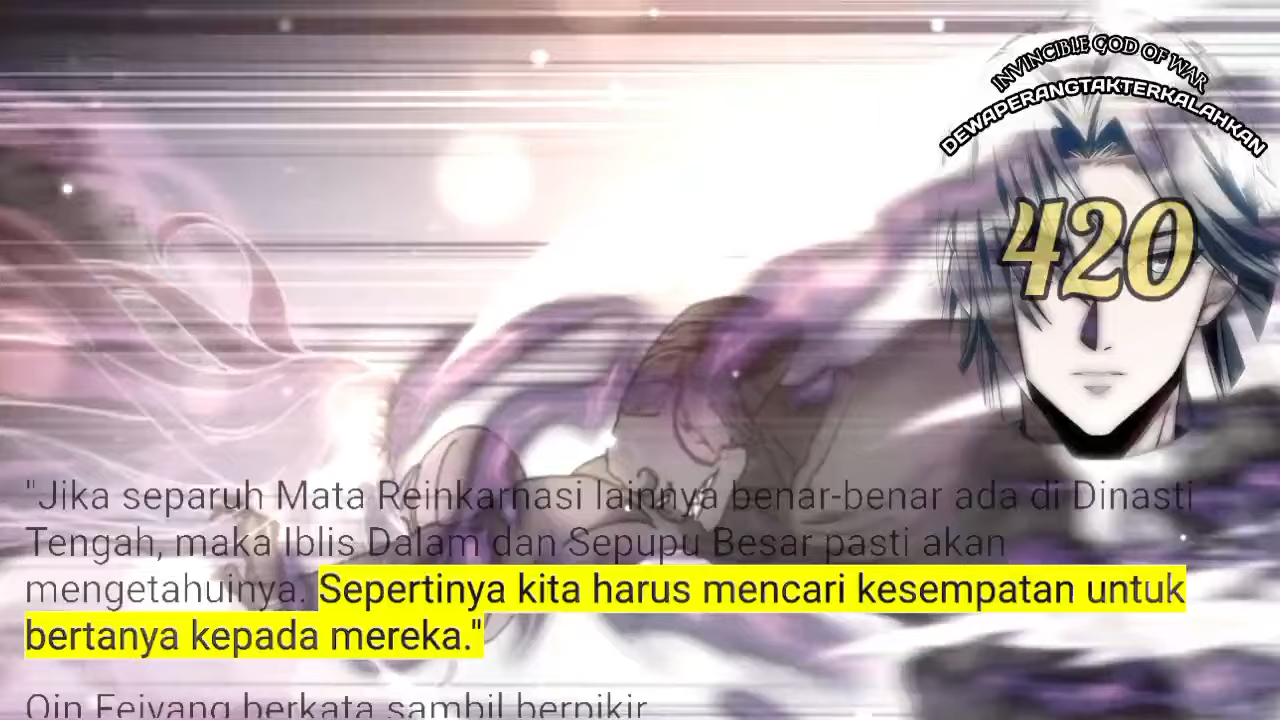 INVINCIBLE GOD OF WAR
DEWAPERANGTAKTERKALAHKAN
420
"Jika separuh Mata Reinkarnasi lainnya benar-benar ada di Dinasti
Tengah, maka Iblis Dalam dan Sepupu Besar pasti akan
mengetahuinya. Sepertinya kita harus mencari kesempatan untuk
bertanya kepada mereka."
Qin Feiyang berkata sambil berpikir